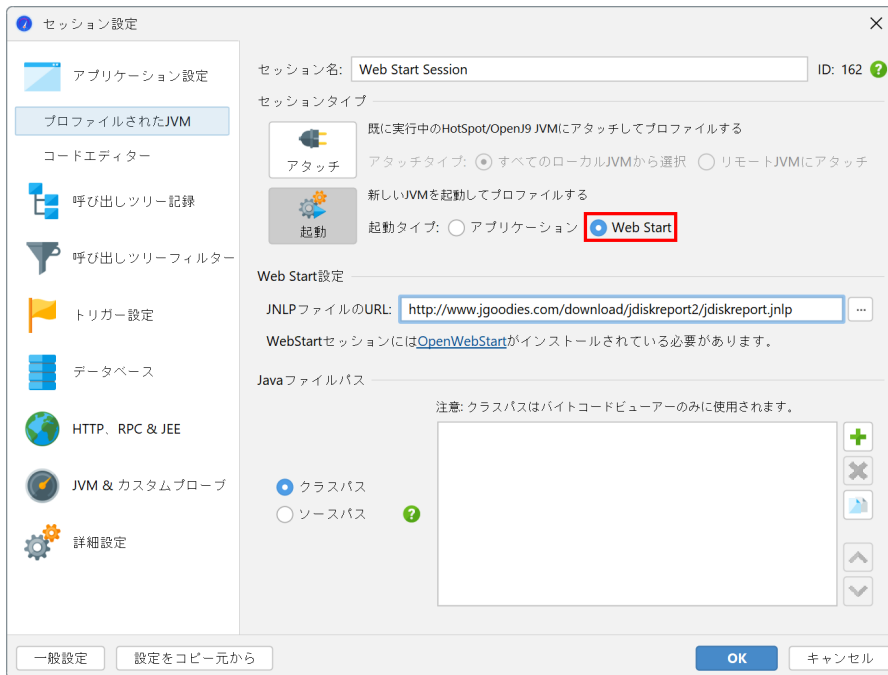 セッション設定
アプリケーション設定
プロファイルされたJVM
コードエディター
呼び出しツリー記録
呼び出しツリーフィルター
トリガー設定
データベース
HTTP、RPC & JEE
JVM & カスタムプローブ
詳細設定
セッション名: Web Start Session ID: 162
セッションタイプ
アタッチ
既に実行中のHotSpot/OpenJ9 JVMにアタッチしてプロファイルする
アタッチタイプ: すべてのローカルJVMから選択 リモートJVMにアタッチ
起動
新しいJVMを起動してプロファイルする
起動タイプ: アプリケーション Web Start
Web Start設定
JNLPファイルのURL: http://www.jgoodies.com/download/jdiskreport2/jdiskreport.jnlp ...
WebStartセッションにはOpenWebStartがインストールされている必要があります。
Javaファイルパス
注意: クラスパスはバイトコードビューアーのみに使用されます。
クラスパス
ソースパス
一般設定 設定をコピー元から OK キャンセル